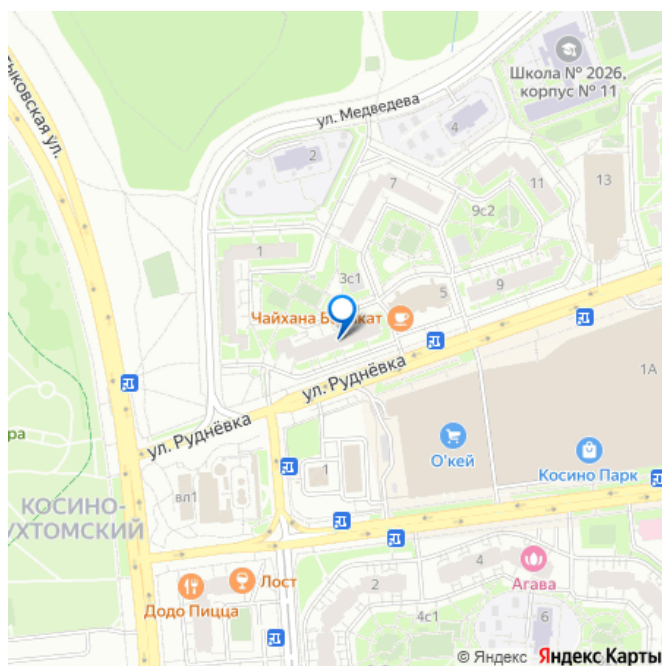 Школа № 2026,
корпус № 11
ул. Медведева
4
2
7
11
13
9с2
1
3с1
5
9
Чайхана
ул. Руднёвка
1А
ул. Руднёвка
О'кей
Косино Парк
1
вл1
КОСИНО-
УХТОМСКИЙ
Лост
Додо Пицца
2
4
Агава
4с1
6
© Яндекс Яндекс Карты